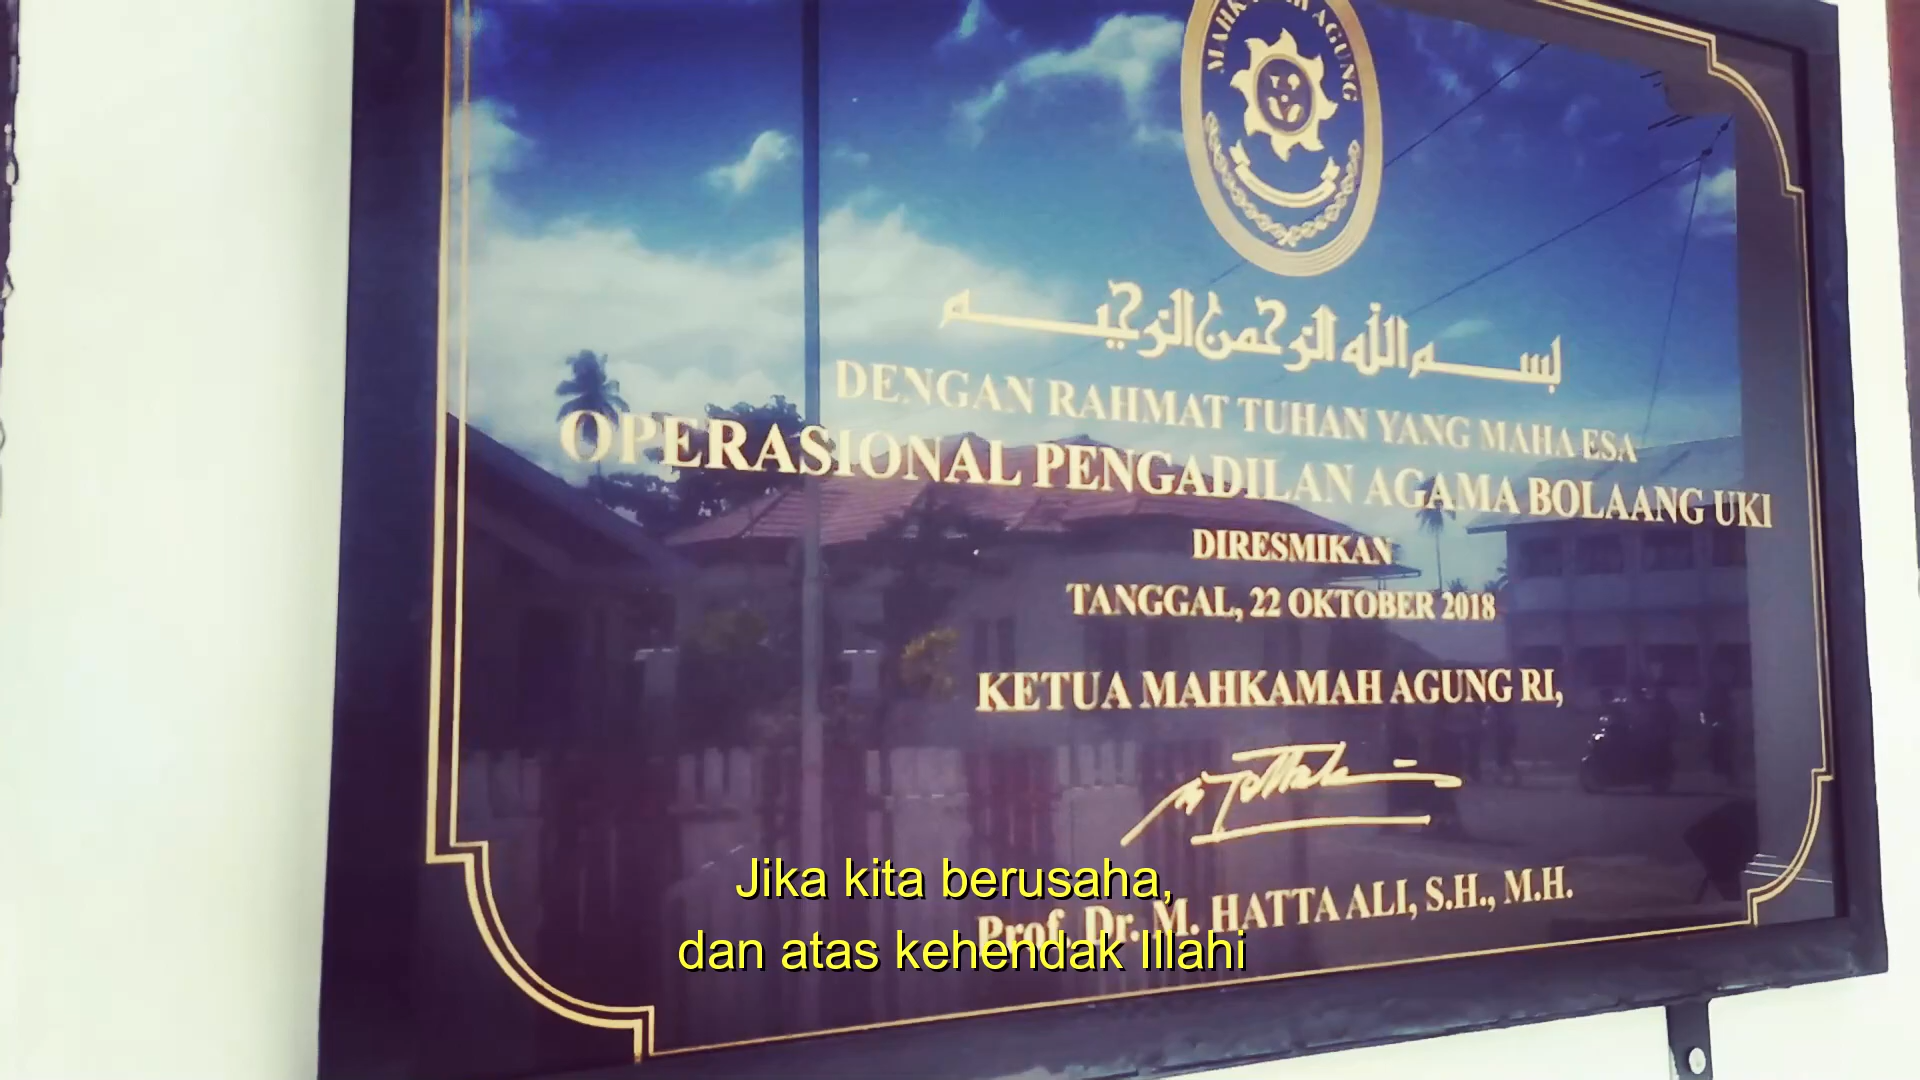 MAHKAMAH AGUNG
بسم الله الرحمن الرحيم
DENGAN RAHMAT TUHAN YANG MAHA ESA
OPERASIONAL PENGADILAN AGAMA BOLAANG UKI
DIRESMIKAN
TANGGAL, 22 OKTOBER 2018
KETUA MAHKAMAH AGUNG RI,
Prof. Dr. M. HATTA ALI, S.H., M.H.
Jika kita berusaha,
dan atas kehendak Illahi